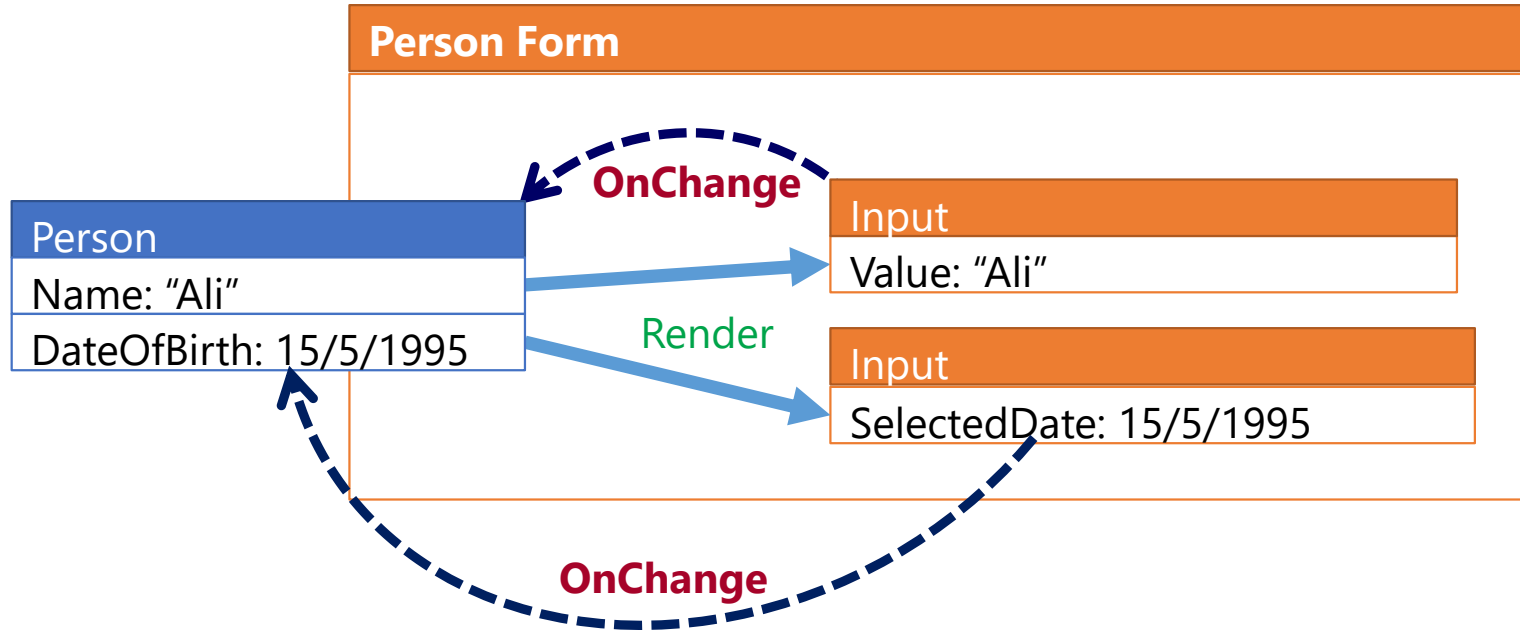 Person Form
OnChange
Input
Value: “Ali”
Person
Name: “Ali”
DateOfBirth: 15/5/1995
Render
Input
SelectedDate: 15/5/1995
OnChange